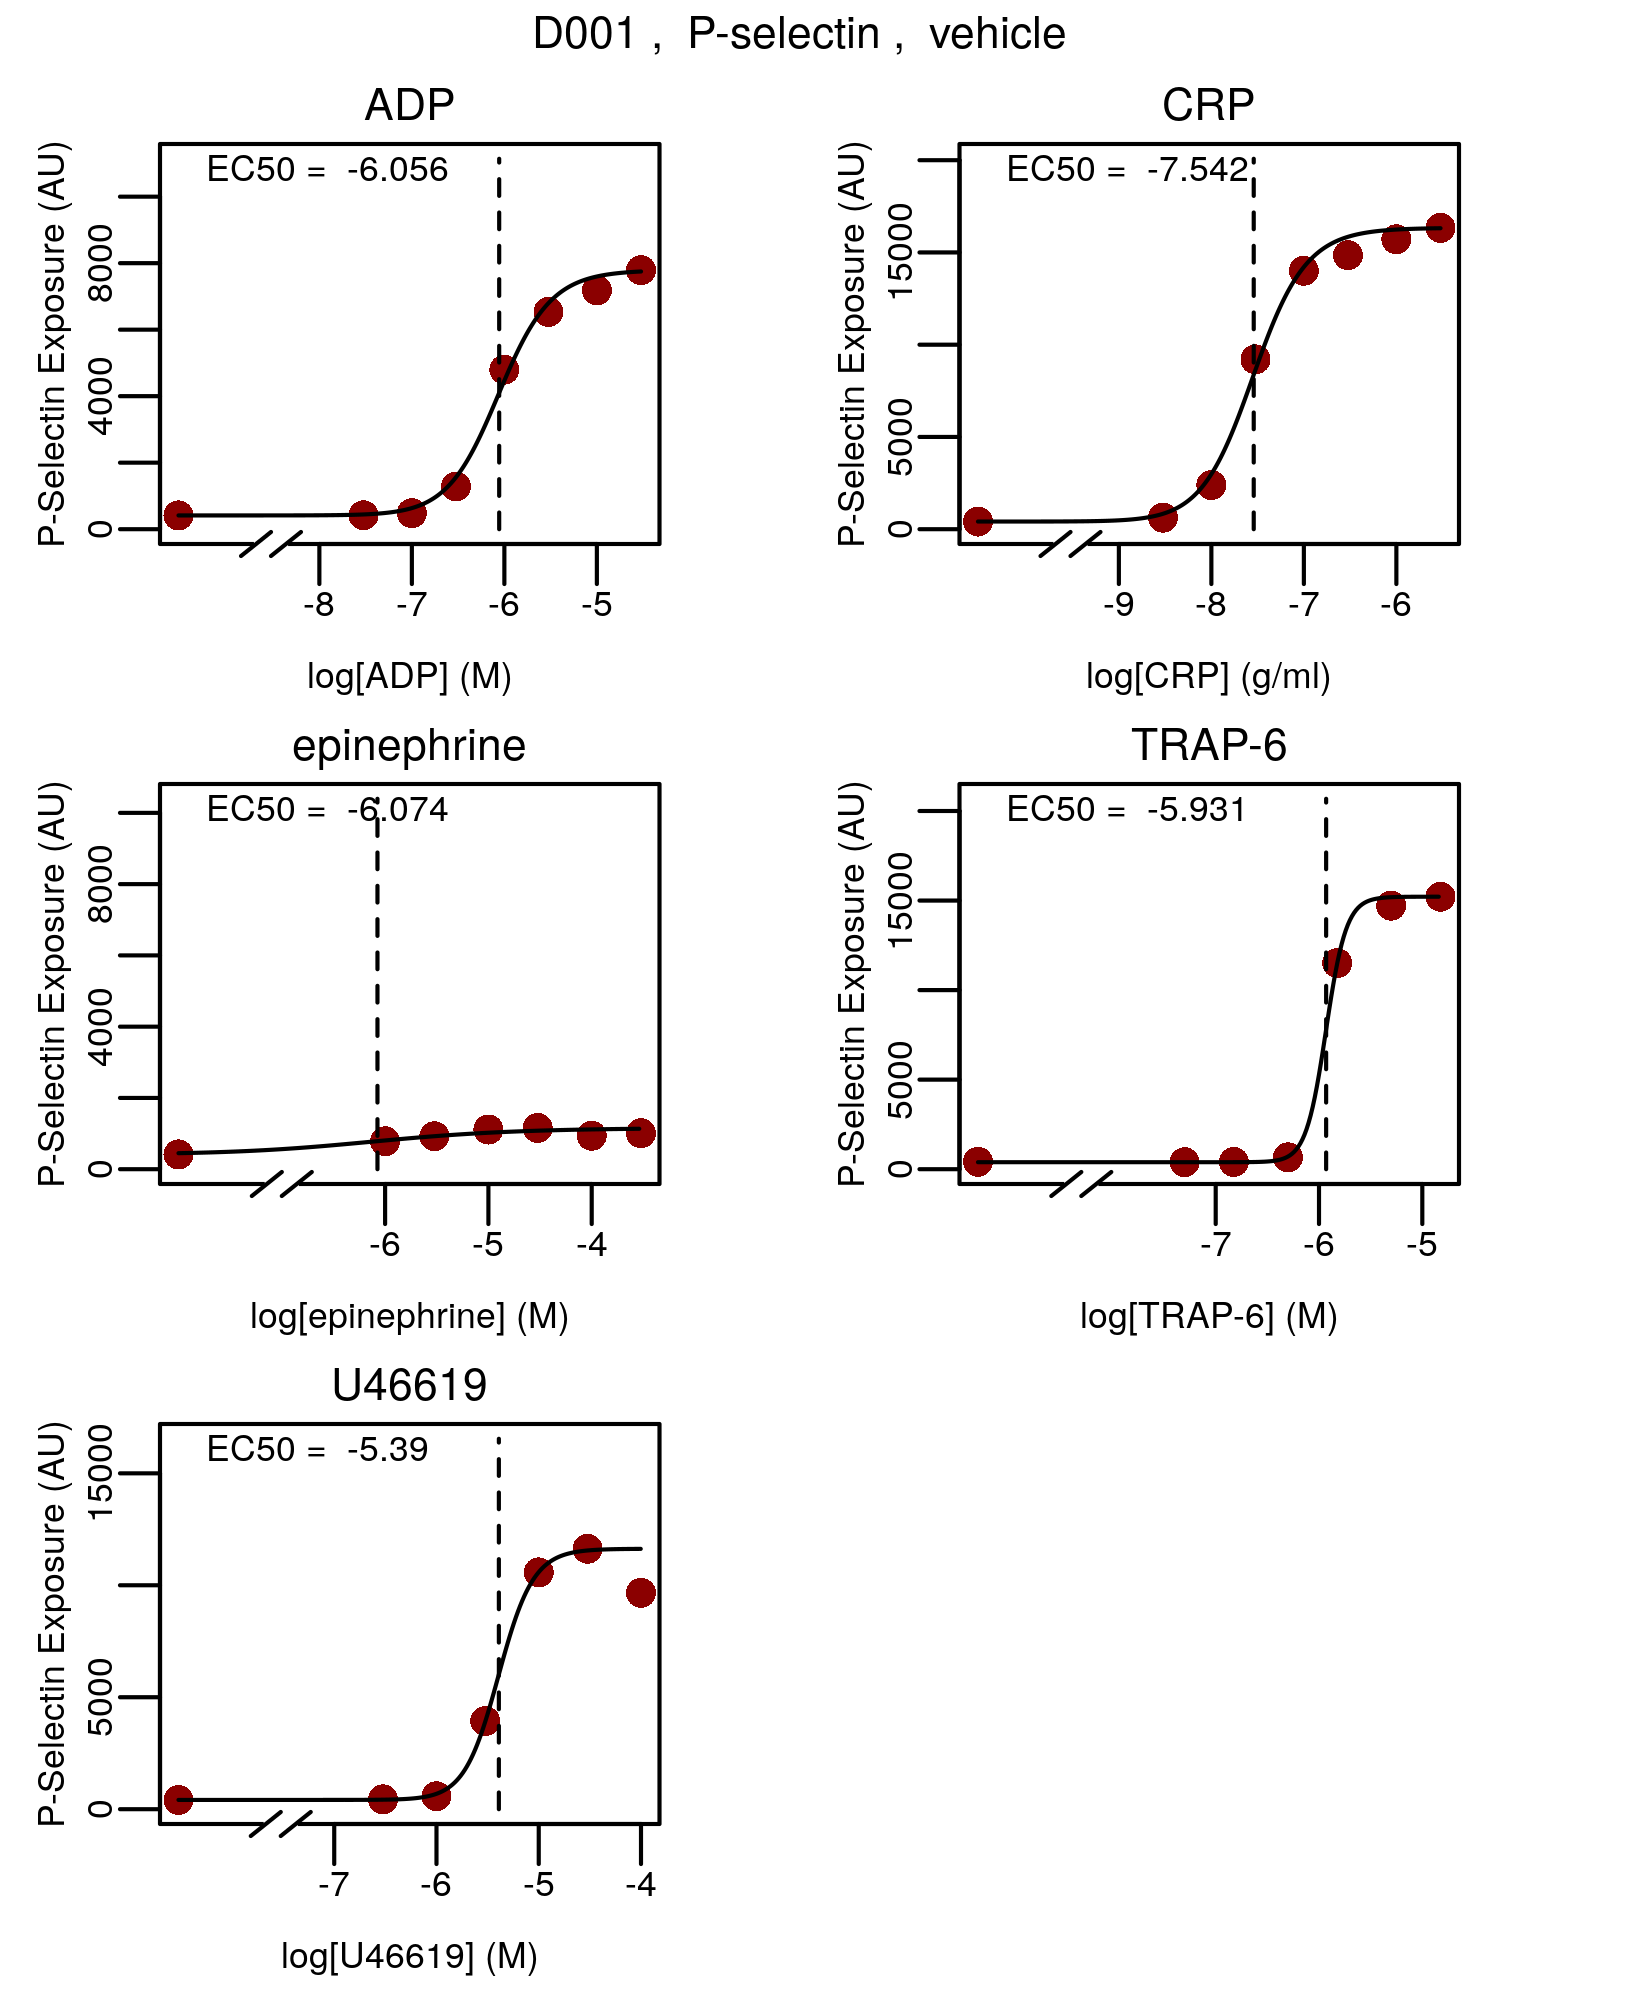 D001 , P-selectin , vehicle
ADP
EC50 = -6.056
P-Selectin Exposure (AU)
8000
4000
0
-8 -7 -6 -5
log[ADP] (M)
CRP
EC50 = -7.542
P-Selectin Exposure (AU)
15000
5000
0
-9 -8 -7 -6
log[CRP] (g/ml)
epinephrine
EC50 = -6.074
P-Selectin Exposure (AU)
8000
4000
0
-6 -5 -4
log[epinephrine] (M)
TRAP-6
EC50 = -5.931
P-Selectin Exposure (AU)
15000
5000
0
-7 -6 -5
log[TRAP-6] (M)
U46619
EC50 = -5.39
P-Selectin Exposure (AU)
15000
5000
0
-7 -6 -5 -4
log[U46619] (M)